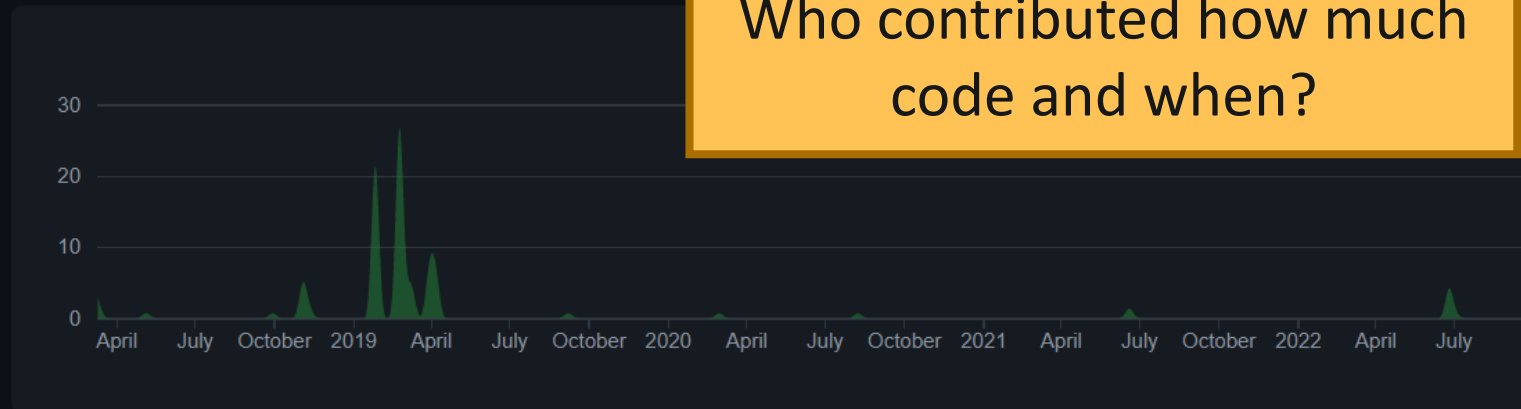 Who contributed how much
code and when?
30
20
10
0
April July October 2019 April July October 2020 April July October 2021 April July October 2022 April July